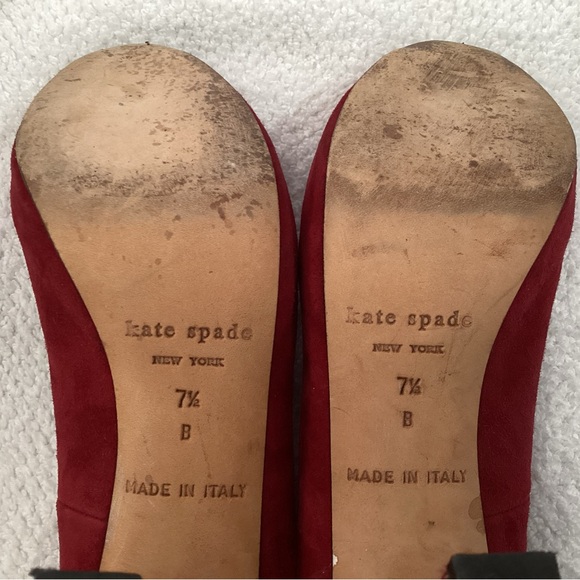 kate spade
NEW YORK
7½
B
MADE IN ITALY
kate spade
NEW YORK
7½
B
MADE IN ITALY